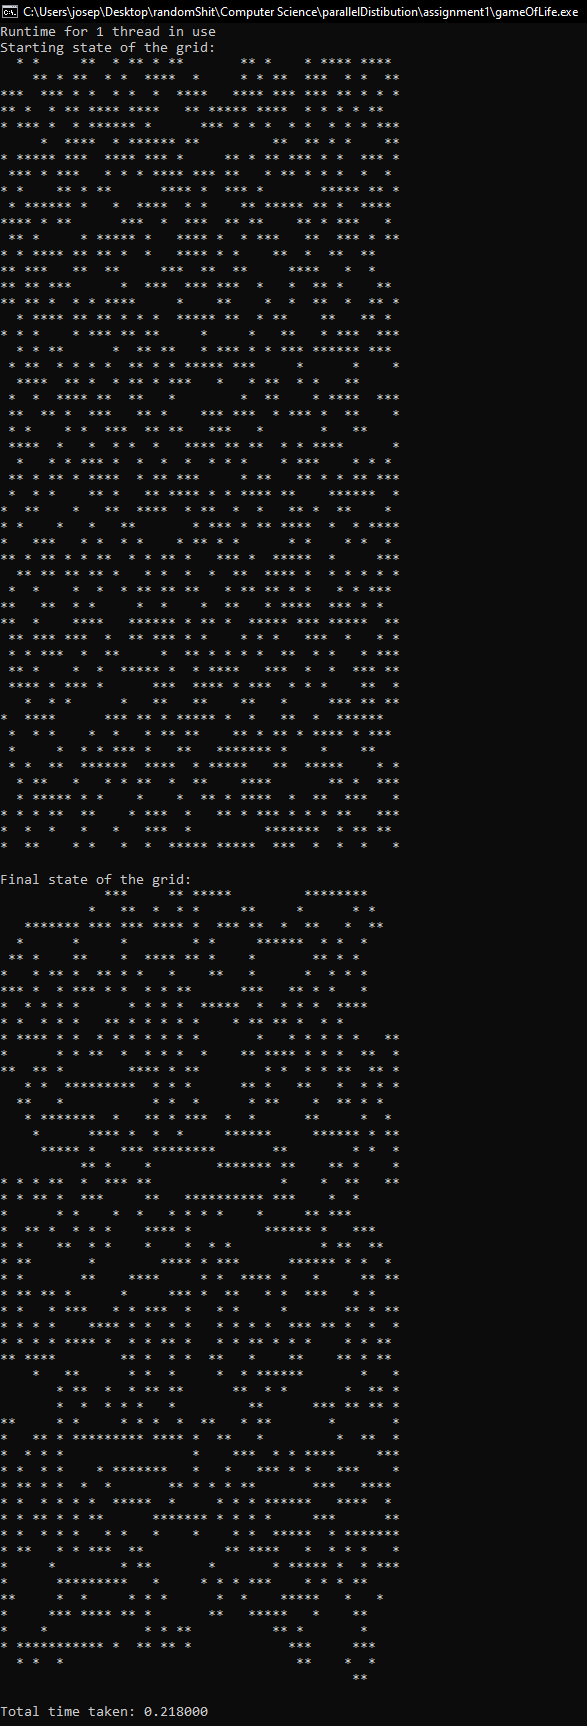 C:\Users\josep\Desktop\randomShit\Computer Science\parallelDistibution\assignment1\gameOfLife.exe
Runtime for 1 thread in use
Starting state of the grid:
Final state of the grid:
Total time taken: 0.218000